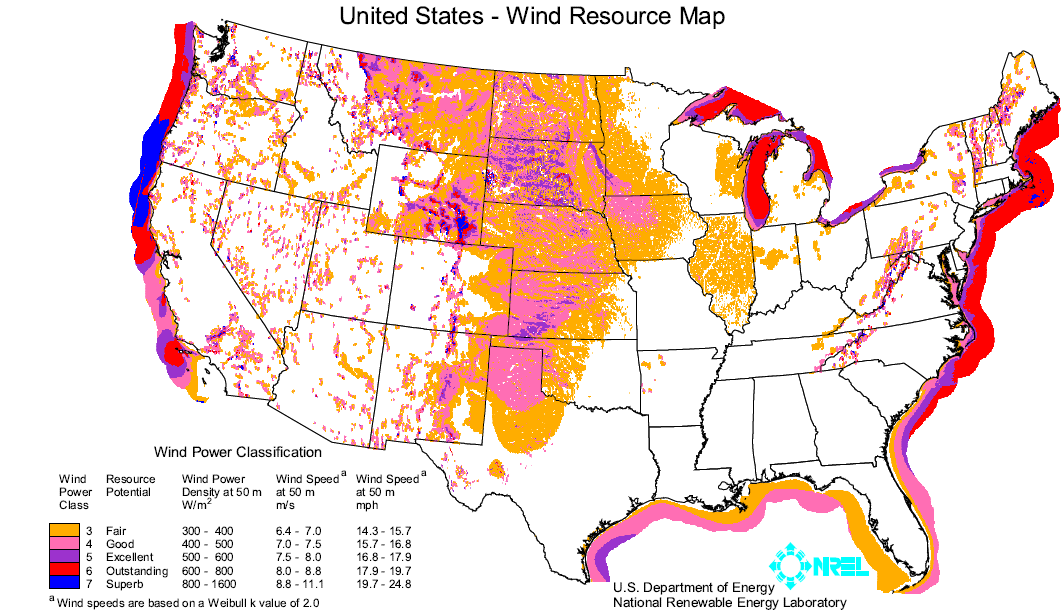 United States - Wind Resource Map
Wind Power Classification
Wind Power Class Resource Potential Wind Power Density at 50 m W/m2 Wind Speed a at 50 m m/s Wind Speed a at 50 m mph
3 Fair 300 - 400 6.4 - 7.0 14.3 - 15.7
4 Good 400 - 500 7.0 - 7.5 15.7 - 16.8
5 Excellent 500 - 600 7.5 - 8.0 16.8 - 17.9
6 Outstanding 600 - 800 8.0 - 8.8 17.9 - 19.7
7 Superb 800 - 1600 8.8 - 11.1 19.7 - 24.8
a Wind speeds are based on a Weibull k value of 2.0
NREL
U.S. Department of Energy
National Renewable Energy Laboratory